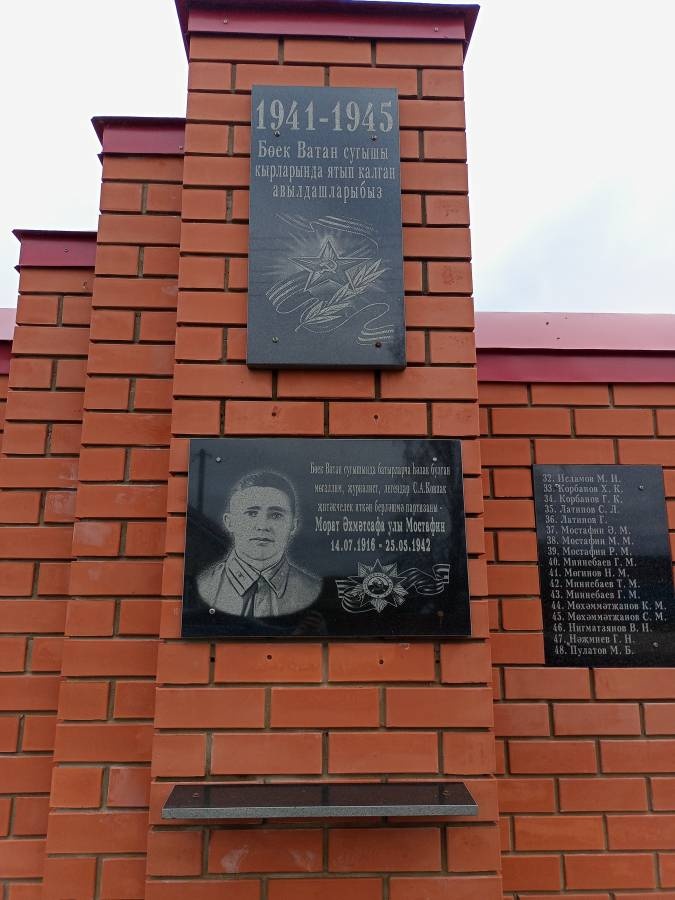 1941-1945
Бөек Ватан сугышы
кырларында ятып калган
авылдашларыбыз
Бөек Ватан сугышында батырларча һәлак булган
мөгаллим, журналист, легендар С.А.Ковпак
җитәкчелек иткән берләшмә партизаны -
Морат Әхмәтсафа улы Мостафин
14.07.1916 - 25.05.1942
32. Исламов М. И.
33. Корбанов Х. К.
34. Корбанов Г. К.
35. Латипов С. Л.
36. Латипов Г.
37. Мостафин Ә. М.
38. Мостафин М. М.
39. Мостафин Р. М.
40. Миннебаев Г. М.
41. Мөгинов Н. М.
42. Миннебаев Т. М.
43. Миннебаев Г. М.
44. Мөхәммәтҗанов К. М.
45. Мөхәммәтҗанов С. М.
46. Нигматзянов В. Н.
47. Нәҗмиев Г. Н.
48. Пулатов М. Б.